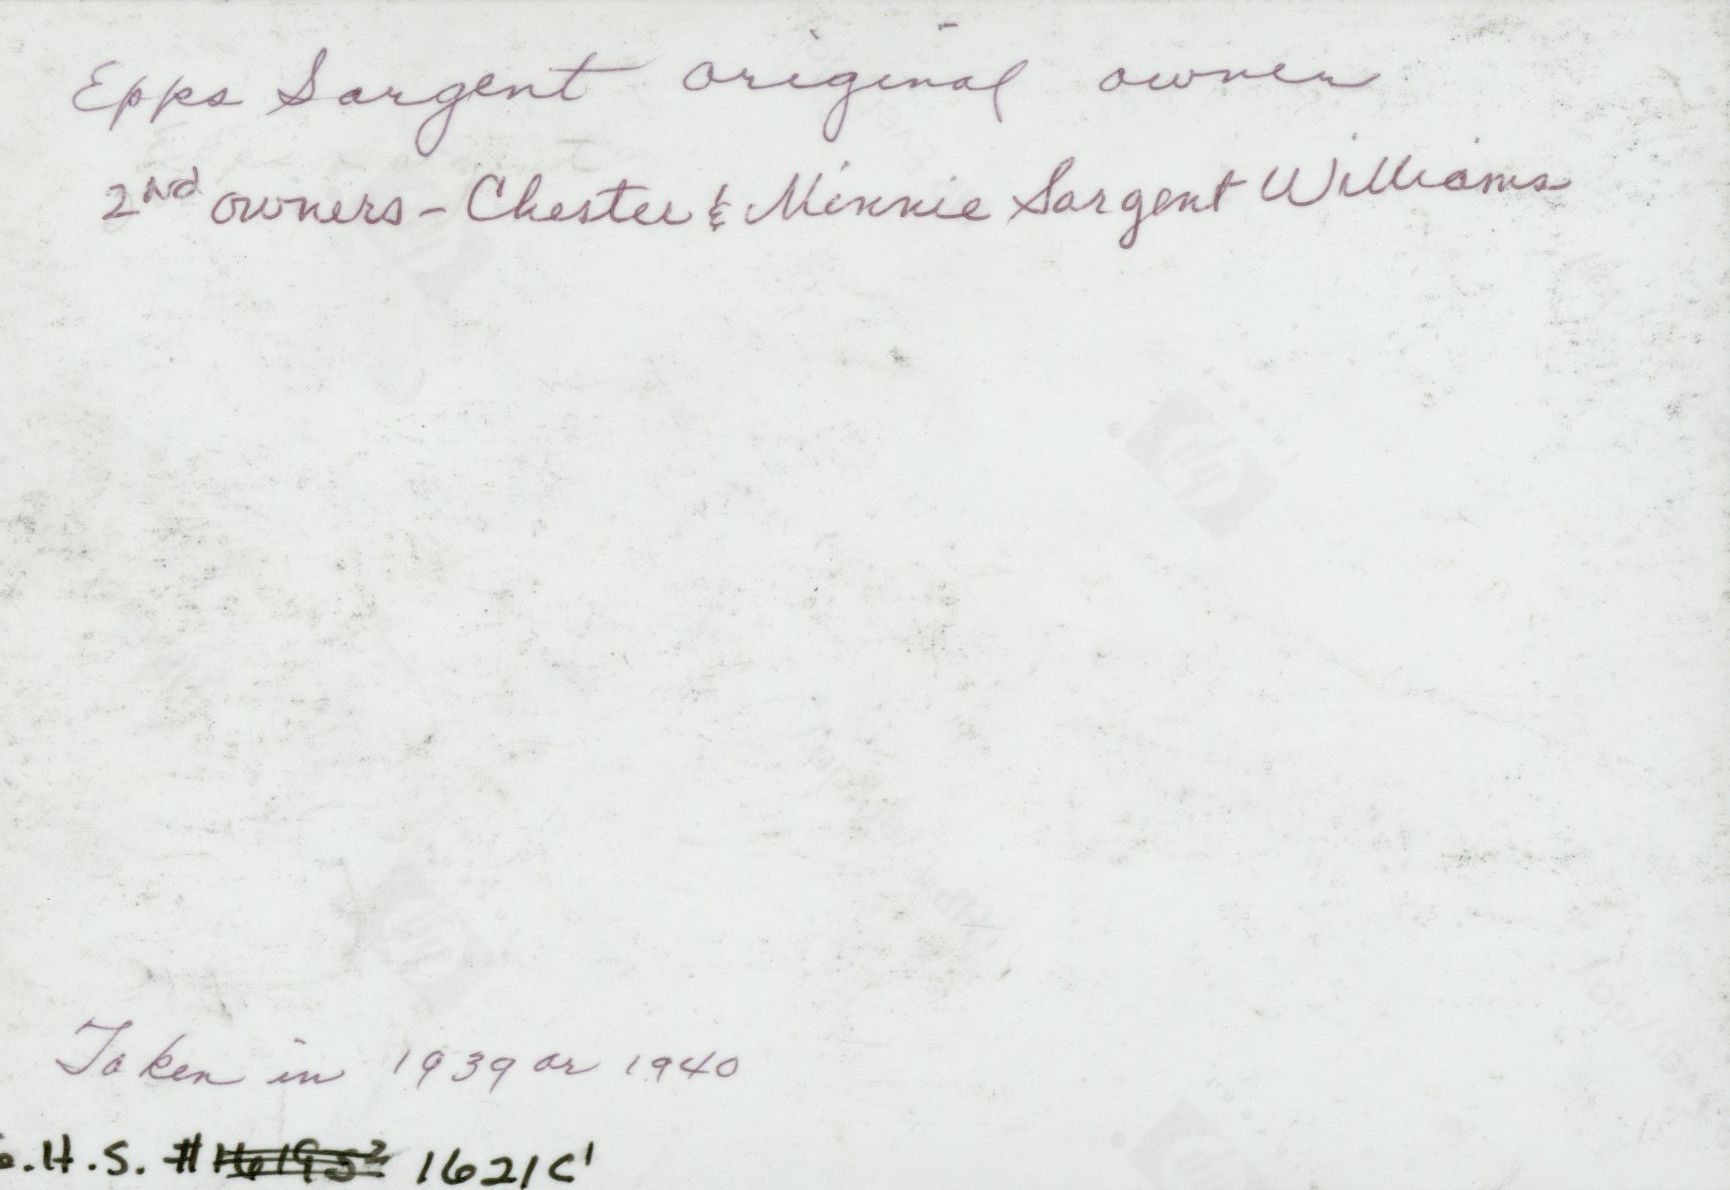 Epps Sargent original owner
2nd owners - Chester & Minnie Sargent Williams
Taken in 1939 or 1940
.H.S. # 1621C'